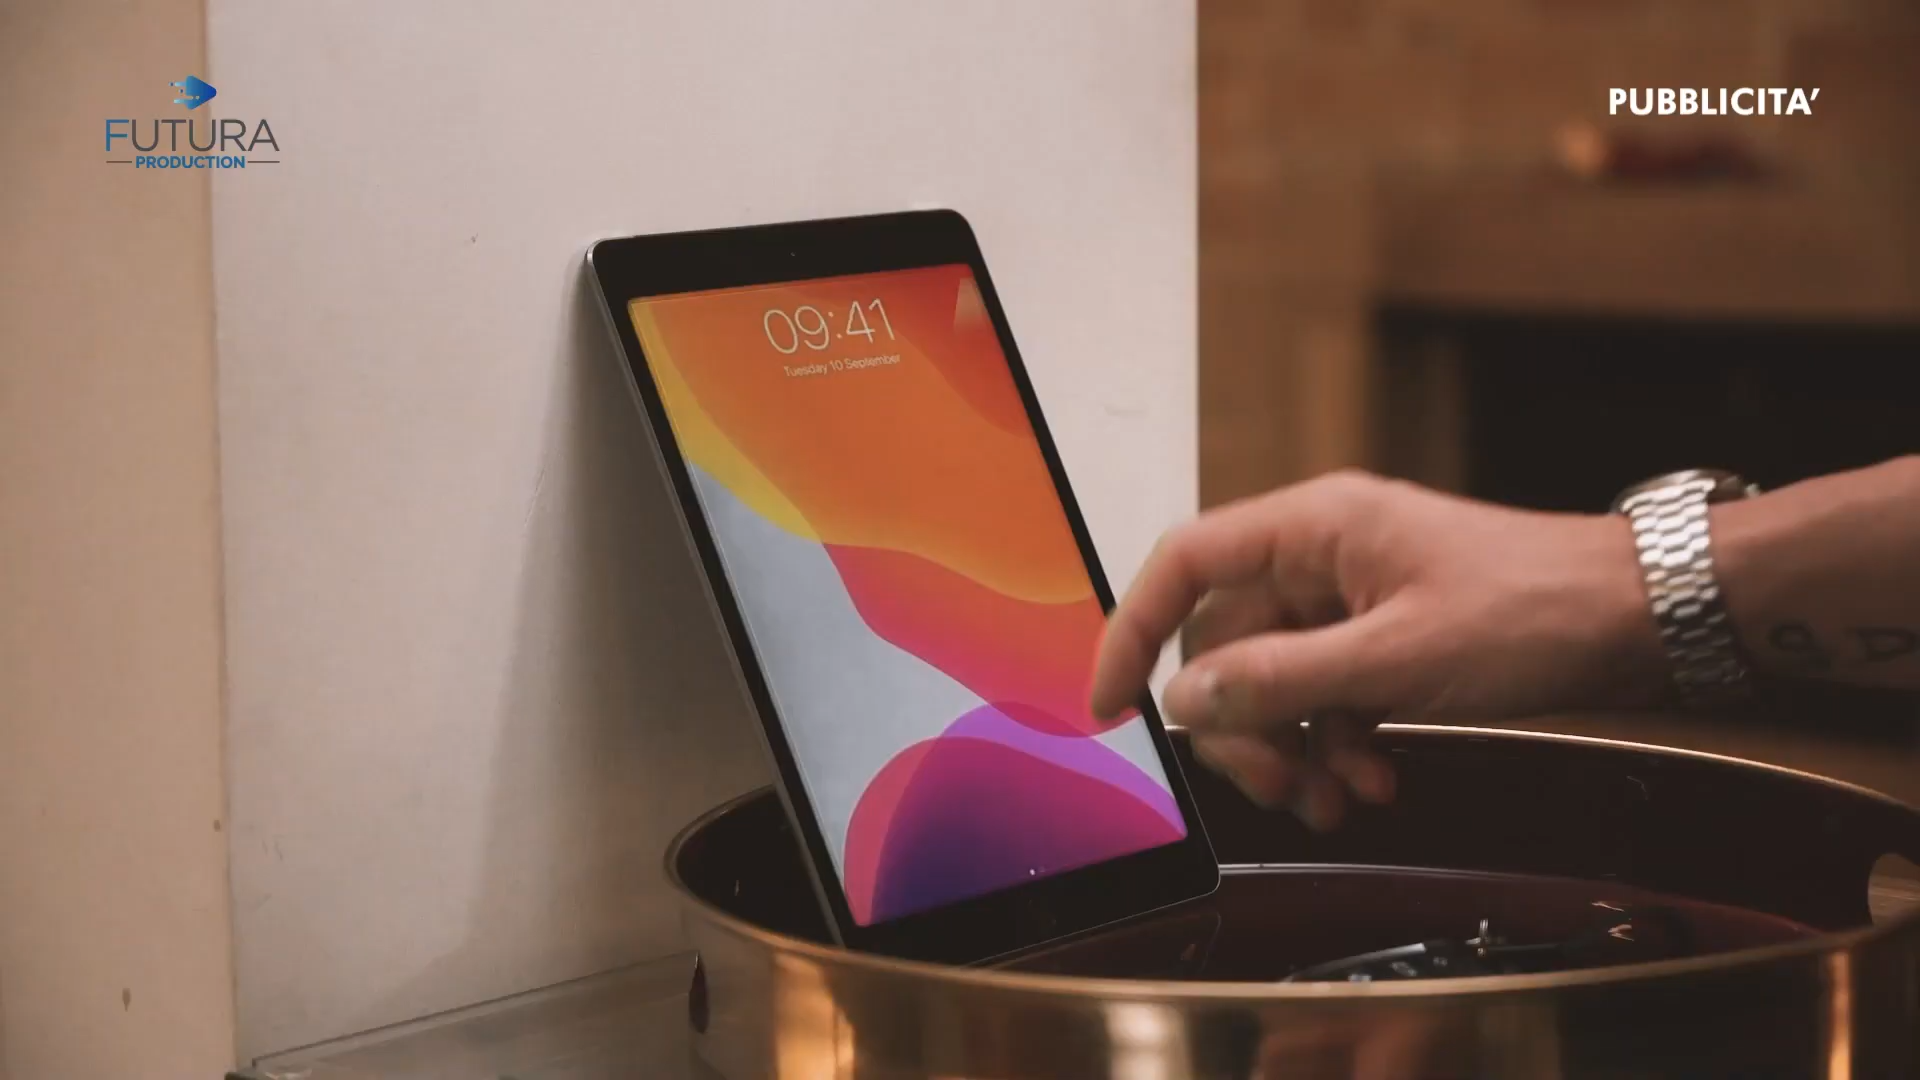 FUTURA
PRODUCTION
PUBBLICITA’
09:41
Tuesday 10 September